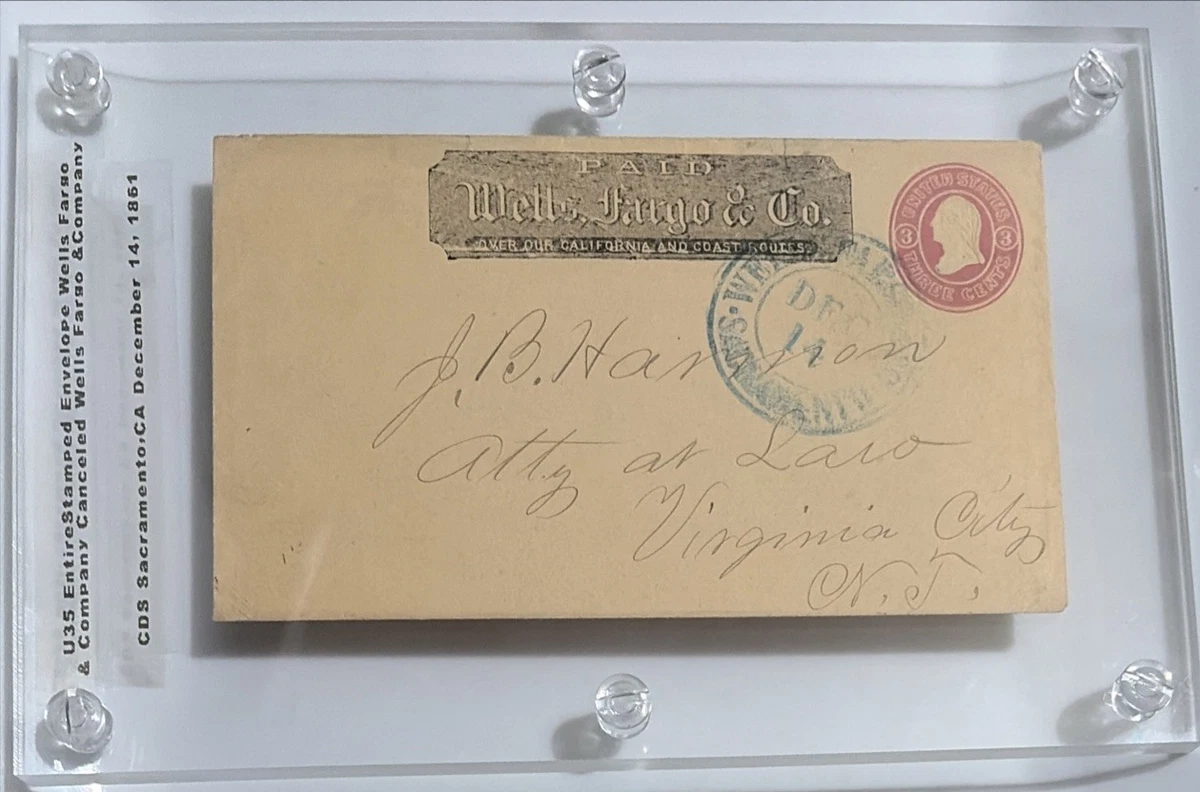 U35 EntireStamped Envelope Wells Fargo
& Company Canceled Wells Fargo &Company
CDS Sacramento,CA December 14, 1861
PAID
Wells, Fargo & Co.
OVER OUR CALIFORNIA AND COAST ROUTES.
UNITED STATES
3 3
THREE CENTS
DEC
14
J. B. Harrison
Atty at Law
Virginia City
N. T.